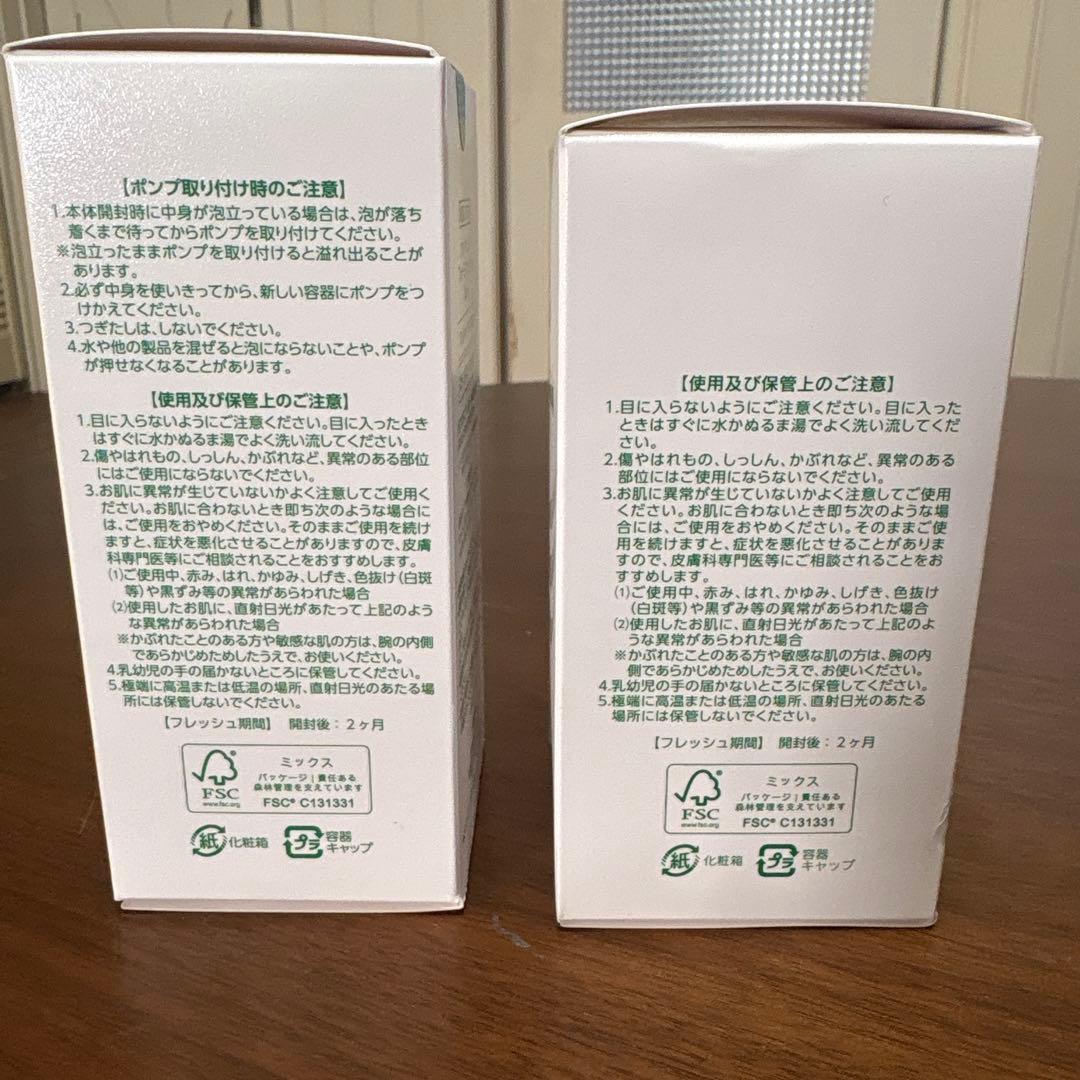 【ポンプ取り付け時のご注意】
1.本体開封時に中身が泡立っている場合は、泡が落ち
着くまで待ってからポンプを取り付けてください。
※泡立ったままポンプを取り付けると溢れ出ることが
あります。
2.必ず中身を使いきってから、新しい容器にポンプをつ
けかえてください。
3.つぎたしは、しないでください。
4.水や他の製品を混ぜると泡にならないことや、ポンプ
が押せなくなることがあります。
【使用及び保管上のご注意】
1.目に入らないようにご注意ください。目に入ったとき
はすぐに水かぬるま湯でよく洗い流してください。
2.傷やはれもの、しっしん、かぶれなど、異常のある部位
にはご使用にならないでください。
3.お肌に異常が生じていないかよく注意してご使用く
ださい。お肌に合わないとき即ち次のような場合に
は、ご使用をおやめください。そのままご使用を続け
ますと、症状を悪化させることがありますので、皮膚
科専門医等にご相談されることをおすすめします。
(1)ご使用中、赤み、はれ、かゆみ、しげき、色抜け(白斑
等)や黒ずみ等の異常があらわれた場合
(2)使用したお肌に、直射日光があたって上記のよう
な異常があらわれた場合
※かぶれたことのある方や敏感な肌の方は、腕の内側
であらかじめためしたうえで、お使いください。
4.乳幼児の手の届かないところに保管してください。
5.極端に高温または低温の場所、直射日光のあたる場
所には保管しないでください。
【フレッシュ期間】 開封後：2ヶ月
FSC
www.fsc.org
ミックス
パッケージ|責任ある
森林管理を支えています
FSC® C131331
紙 化粧箱
プラ 容器
キャップ
【使用及び保管上のご注意】
1.目に入らないようにご注意ください。目に入った
ときはすぐに水かぬるま湯でよく洗い流してくだ
さい。
2.傷やはれもの、しっしん、かぶれなど、異常のある
部位にはご使用にならないでください。
3.お肌に異常が生じていないかよく注意してご使用
ください。お肌に合わないとき即ち次のような場
合には、ご使用をおやめください。そのままご使
用を続けますと、症状を悪化させることがありま
すので、皮膚科専門医等にご相談されることをお
すすめします。
(1)ご使用中、赤み、はれ、かゆみ、しげき、色抜け
(白斑等)や黒ずみ等の異常があらわれた場合
(2)使用したお肌に、直射日光があたって上記のよ
うな異常があらわれた場合
※かぶれたことのある方や敏感な肌の方は、腕の内
側であらかじめためしたうえで、お使いください。
4.乳幼児の手の届かないところに保管してください。
5.極端に高温または低温の場所、直射日光のあたる
場所には保管しないでください。
【フレッシュ期間】 開封後：2ヶ月
FSC
www.fsc.org
ミックス
パッケージ|責任ある
森林管理を支えています
FSC® C131331
紙 化粧箱
プラ 容器
キャップ